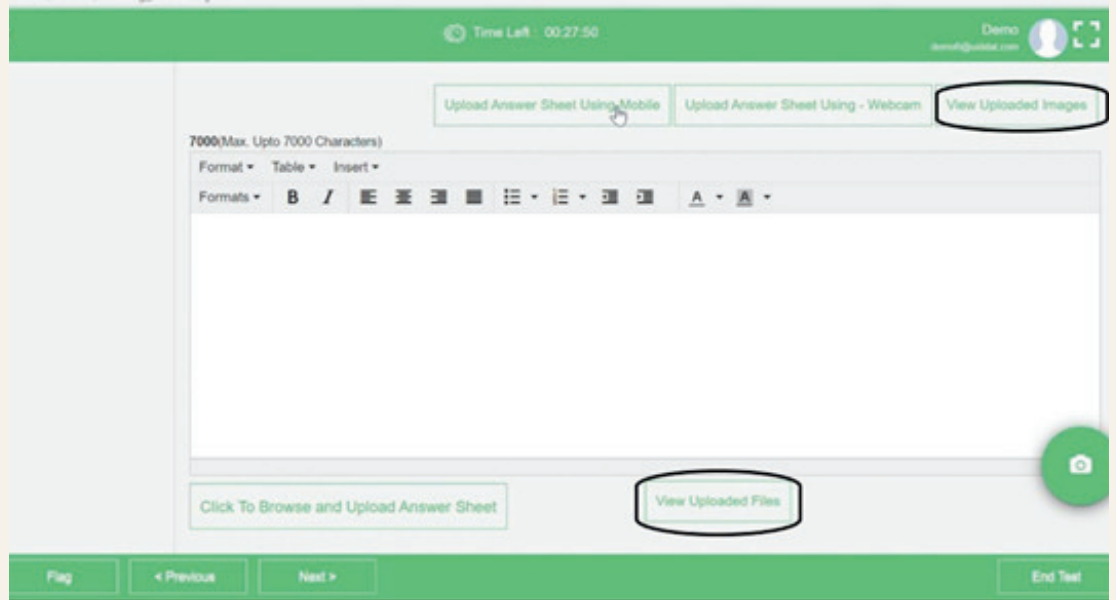 Time Left : 00:27:50
Demo
Upload Answer Sheet Using-Mobile
Upload Answer Sheet Using - Webcam
View Uploaded Images
7000(Max. Upto 7000 Characters)
Format Table Insert
Formats B I A A
Click To Browse and Upload Answer Sheet
View Uploaded Files
Flag
< Previous
Next >
End Test